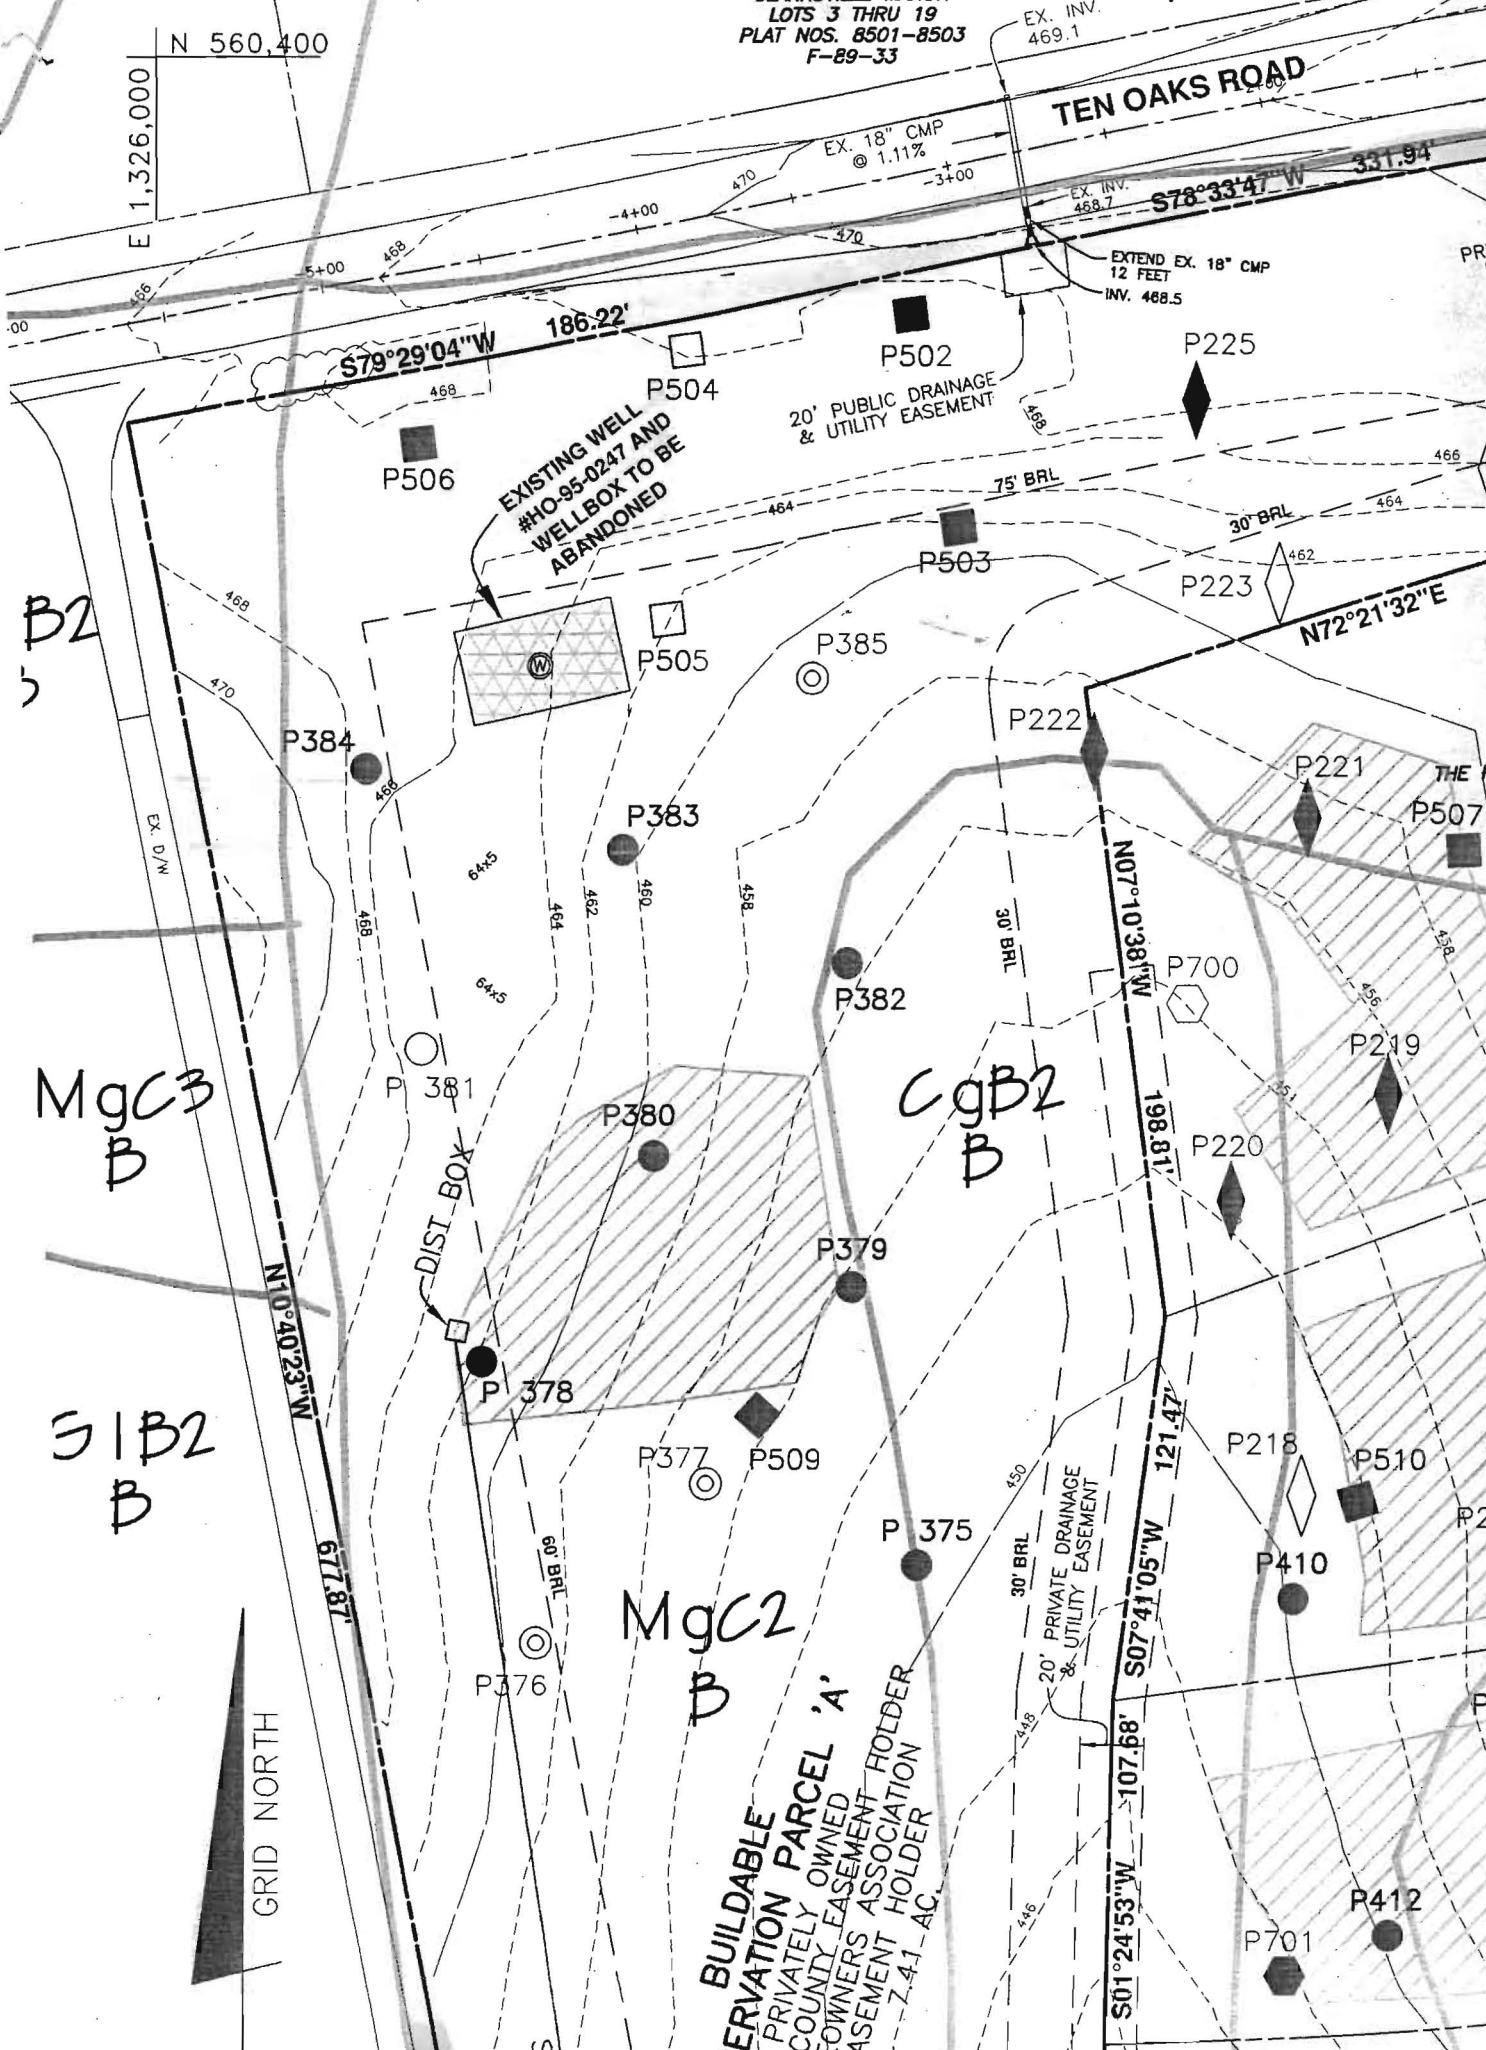 LOTS 3 THRU 19
PLAT NOS. 8501-8503
F-89-33
EX. INV.
469.1
N 560,400
E 1,326,000
TEN OAKS ROAD
EX. 18" CMP
@ 1.11%
470
-3+00
-4+00
-5+00
468
466
470
EX. INV.
468.7
S78°33'47"W 331.94'
EXTEND EX. 18" CMP
12 FEET
INV. 468.5
S79°29'04"W 186.22'
468
P504
P502
P506
20' PUBLIC DRAINAGE
& UTILITY EASEMENT
468
P225
EXISTING WELL
#HO-95-0247 AND
WELLBOX TO BE
ABANDONED
464
75' BRL
466
464
30' BRL
462
P503
P223
N72°21'32"E
B2
468
470
W
P505
P385
P222
P384
468
P221
P507
P383
EX. D/W
64x5
64x5
468
464
462
460
458
30' BRL
N07°10'38"W
198.81'
P382
P700
458
456
P219
451
P220
P 381
MgC3
B
P380
CgB2
B
DIST BOX
P379
N10°40'23"W
677.87'
P 378
P377
P509
450
121.47'
S07°41'05"W
P218
P510
GlB2
B
P 375
P410
60' BRL
30' BRL
20' PRIVATE DRAINAGE
& UTILITY EASEMENT
MgC2
B
P376
448
107.68'
GRID NORTH
BUILDABLE
ERVATION PARCEL 'A'
PRIVATELY OWNED
COUNTY EASEMENT HOLDER
OWNERS ASSOCIATION
ASEMENT HOLDER
7.41 AC.
446
S01°24'53"W
P412
P701